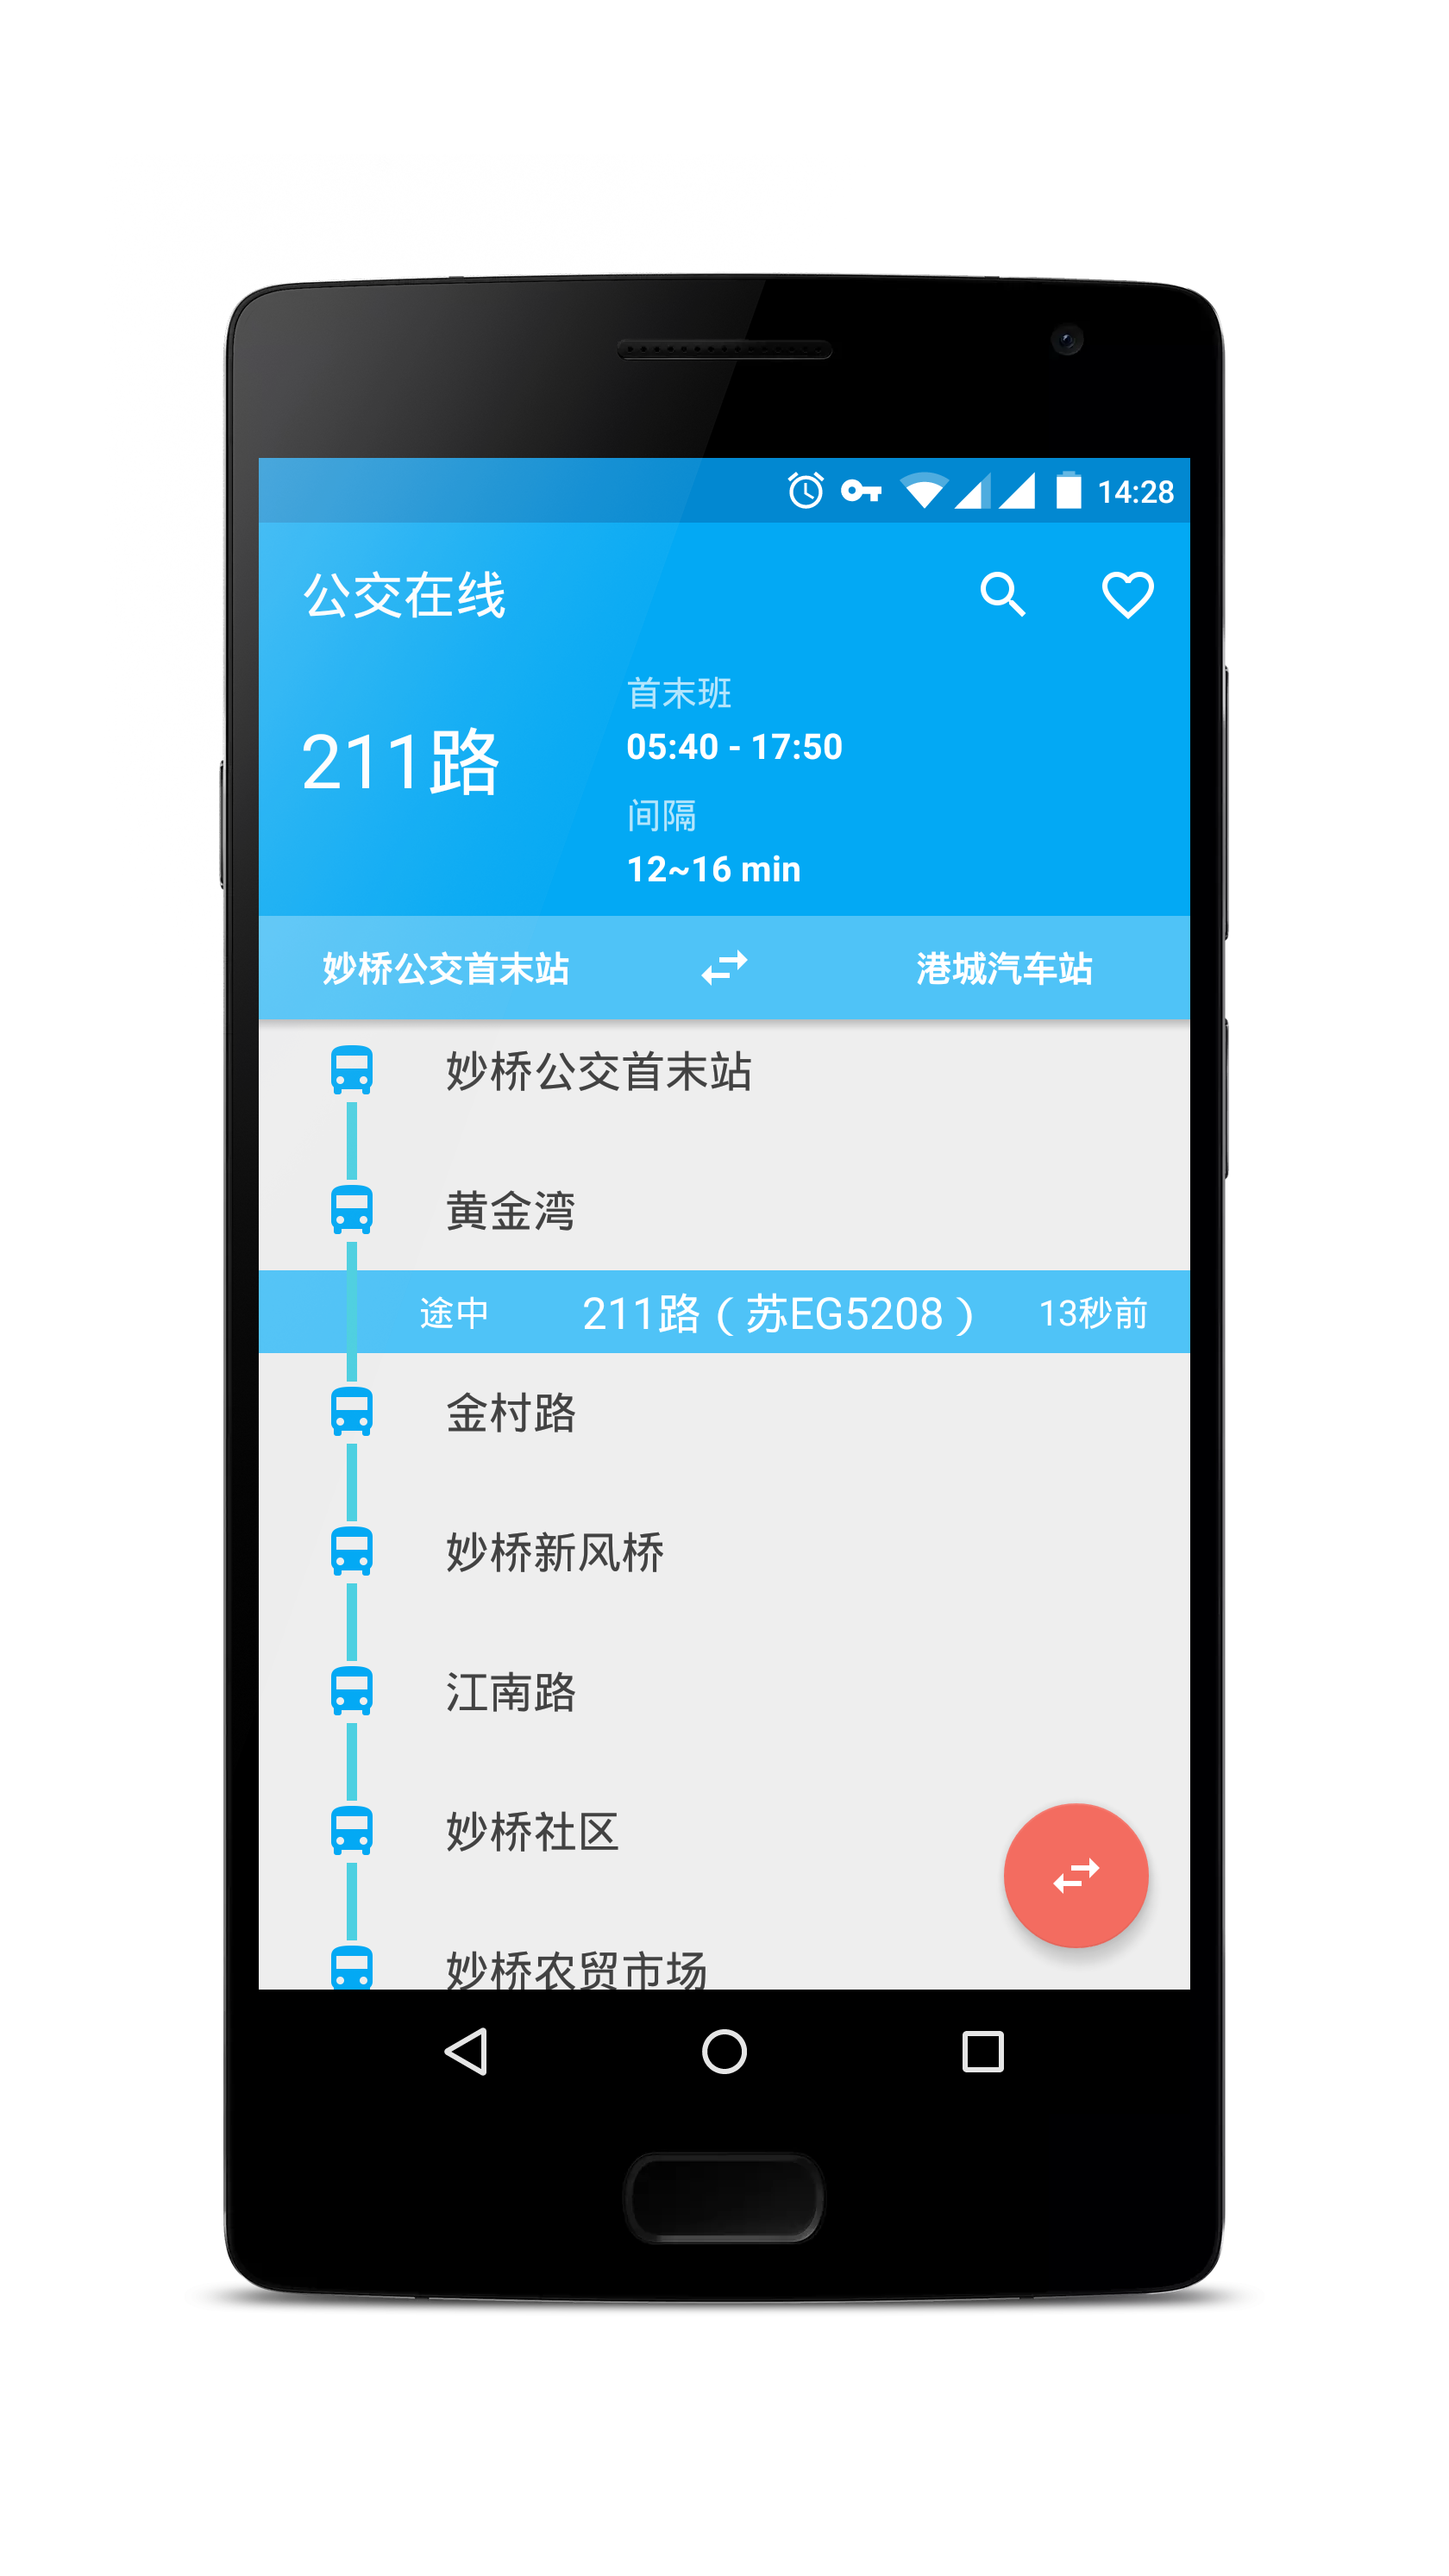 14:28
公交在线
211路
首末班
05:40 - 17:50
间隔
12~16 min
妙桥公交首末站
港城汽车站
妙桥公交首末站
黄金湾
途中 211路（苏EG5208） 13秒前
金村路
妙桥新风桥
江南路
妙桥社区
妙桥农贸市场